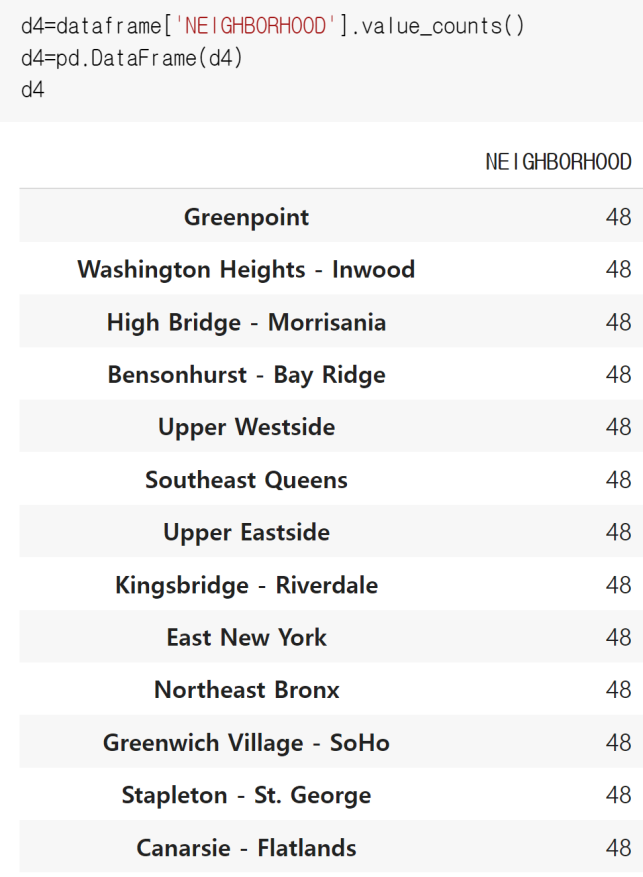 d4=dataframe['NEIGHBORHOOD'].value_counts()
d4=pd.DataFrame(d4)
d4
NEIGHBORHOOD
Greenpoint 48
Washington Heights - Inwood 48
High Bridge - Morrisania 48
Bensonhurst - Bay Ridge 48
Upper Westside 48
Southeast Queens 48
Upper Eastside 48
Kingsbridge - Riverdale 48
East New York 48
Northeast Bronx 48
Greenwich Village - SoHo 48
Stapleton - St. George 48
Canarsie - Flatlands 48